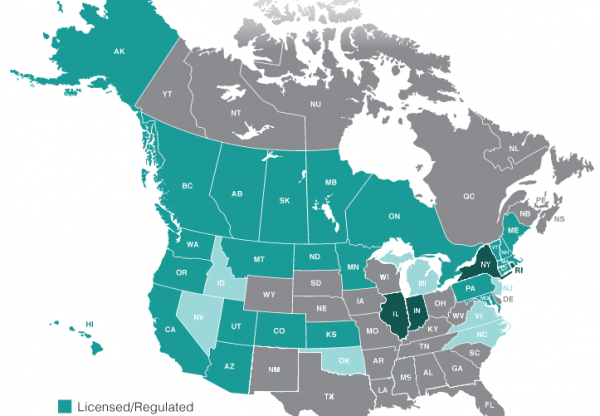 AK
YT
NT
NU
NL
BC
AB
SK
MB
ON
QC
PE
NB
NS
ME
WA
MT
ND
MN
VT
NH
NY
RI
OR
ID
SD
WI
MI
WY
IA
PA
NJ
NV
NE
IL
IN
OH
DE
CA
UT
CO
KS
MO
WV
VI
KY
HI
AZ
NM
OK
AR
TN
NC
SC
TX
LA
MS
AL
GA
FL
Licensed/Regulated